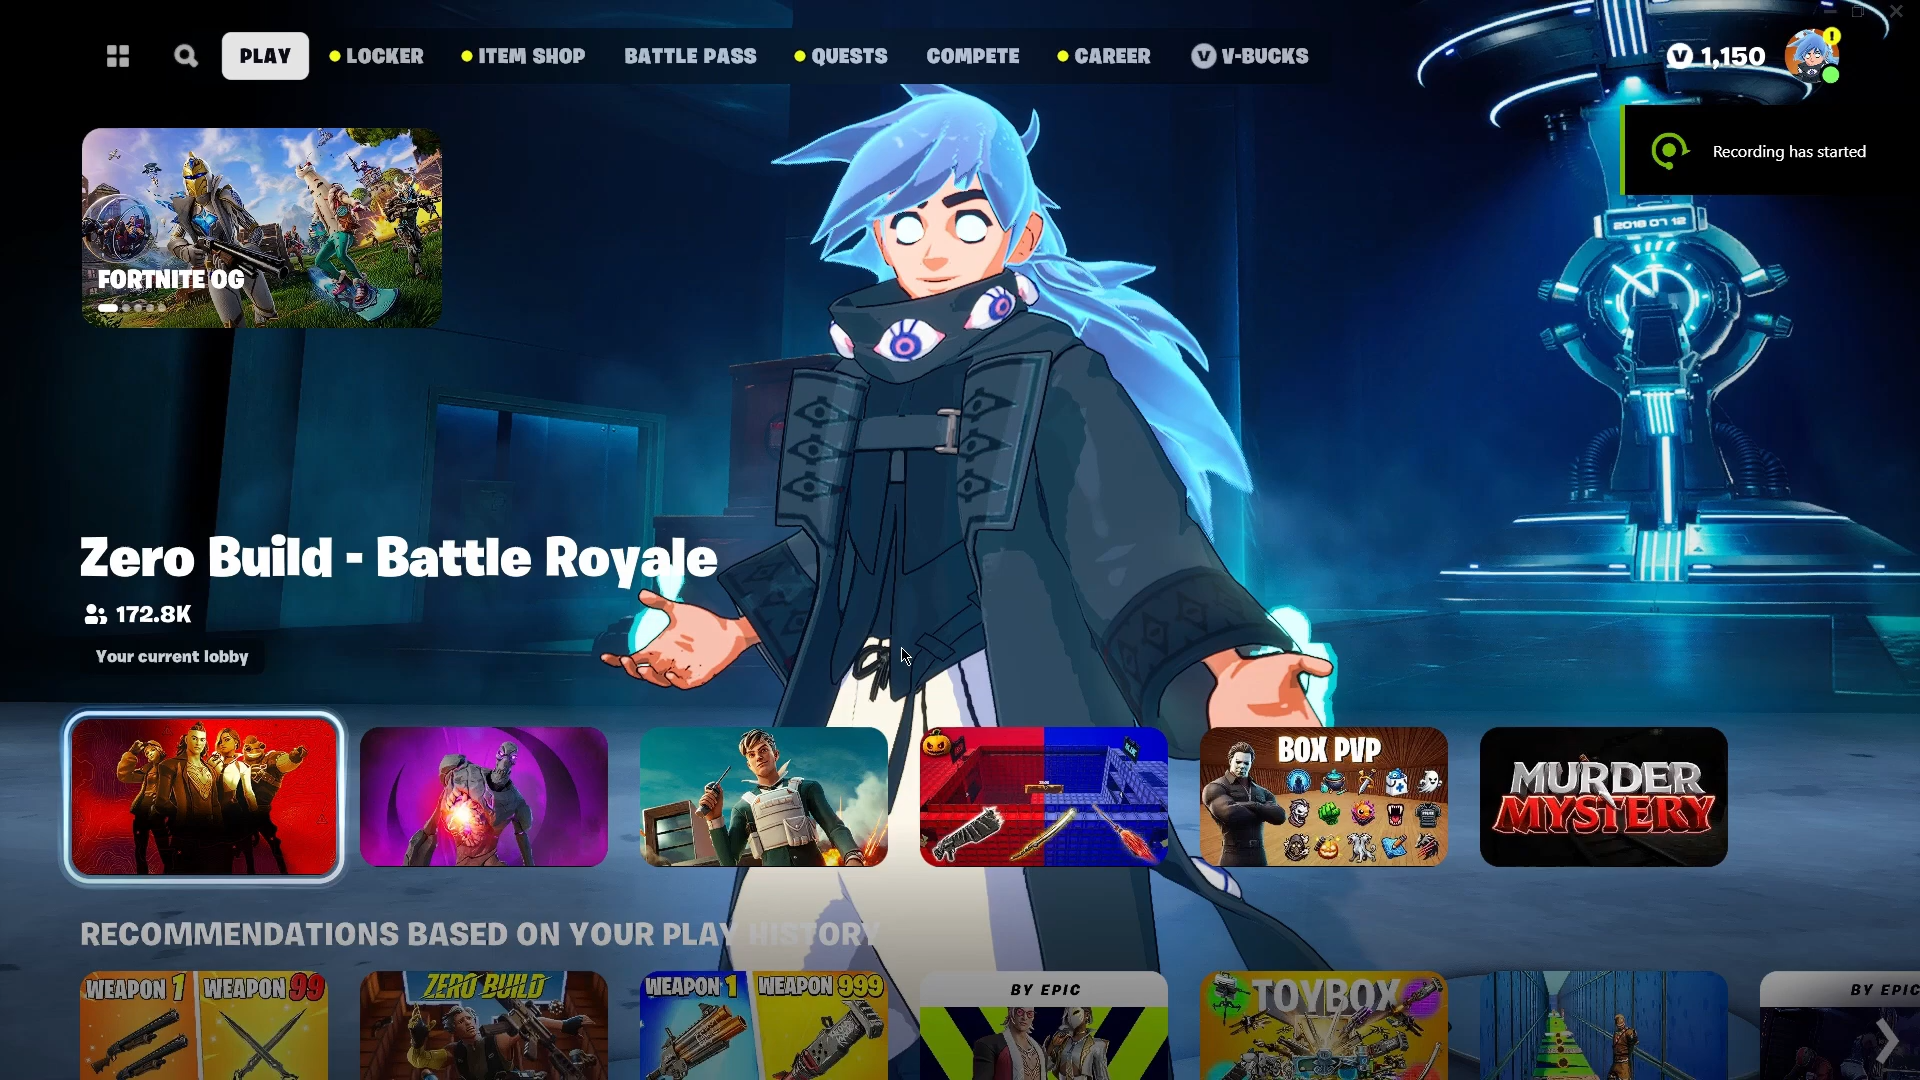 PLAY
LOCKER
ITEM SHOP
BATTLE PASS
QUESTS
COMPETE
CAREER
V-BUCKS
1,150
Recording has started
FORTNITE OG
2018 07 12
Zero Build - Battle Royale
172.8K
Your current lobby
BOX PVP
MURDER
MYSTERY
RECOMMENDATIONS BASED ON YOUR PLAY HISTORY
WEAPON 1 WEAPON 99
ZERO BUILD
WEAPON 1 WEAPON 999
BY EPIC
TOYBOX
BY EPIC